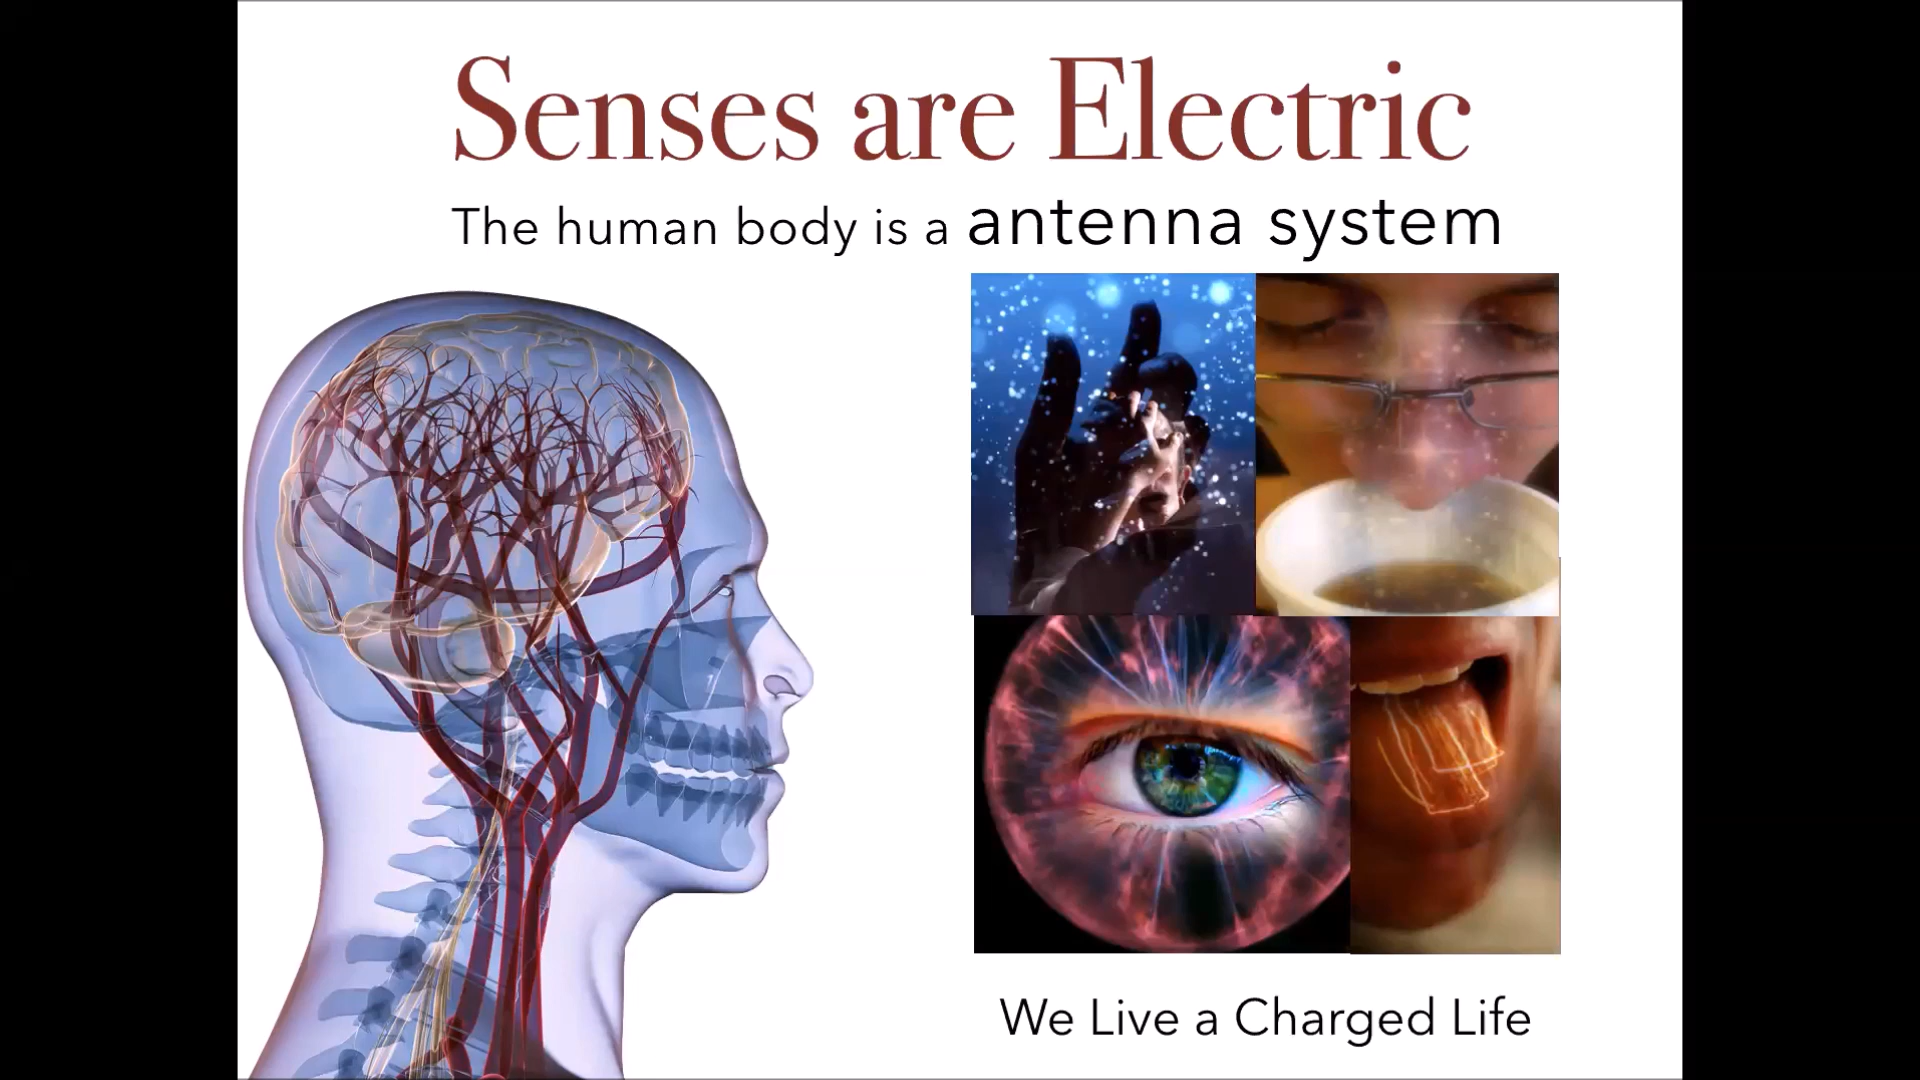 Senses are Electric
The human body is a antenna system
We Live a Charged Life